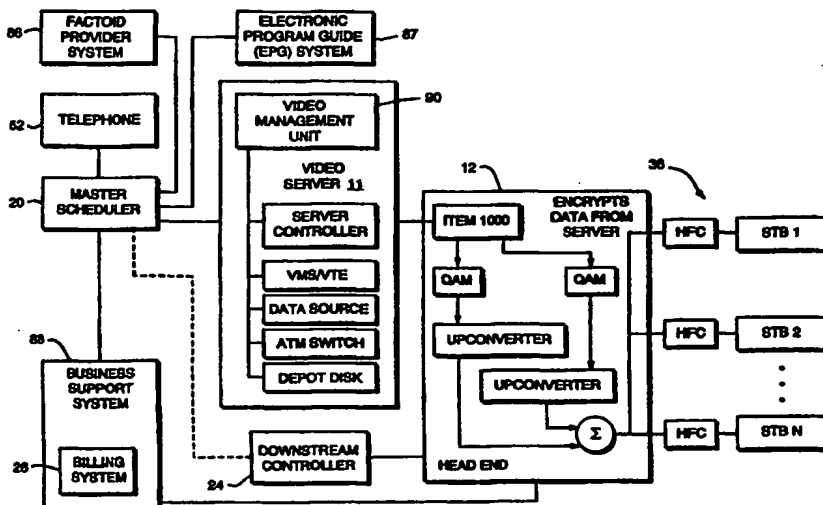 86
FACTOID
PROVIDER
SYSTEM
ELECTRONIC
PROGRAM GUIDE
(EPG) SYSTEM
87
52
TELEPHONE
20
MASTER
SCHEDULER
VIDEO
MANAGEMENT
UNIT
90
VIDEO
SERVER 11
SERVER
CONTROLLER
VMS/VTE
DATA SOURCE
ATM SWITCH
DEPOT DISK
12
ENCRYPTS
DATA FROM
SERVER
ITEM 1000
QAM
QAM
UPCONVERTER
UPCONVERTER
Σ
HEAD END
36
HFC
STB 1
HFC
STB 2
HFC
STB N
88
BUSINESS
SUPPORT
SYSTEM
26
BILLING
SYSTEM
DOWNSTREAM
CONTROLLER
24